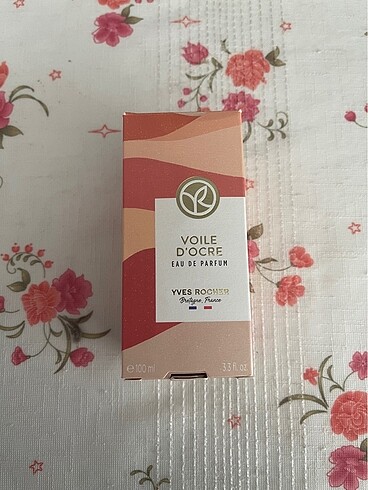 VOILE
D'OCRE
EAU DE PARFUM
YVES ROCHER
Bretagne, France
℮ 100 ml 3.3 fl. oz